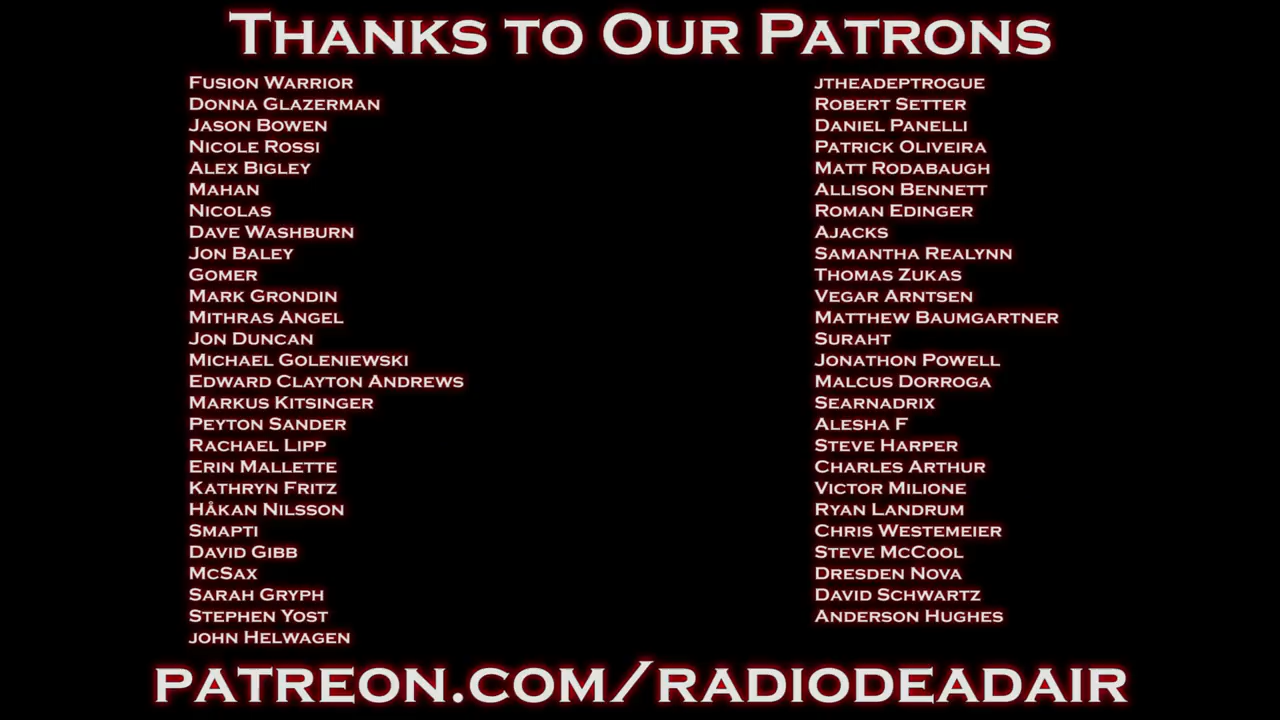 Thanks to Our Patrons
Fusion Warrior
Donna Glazerman
Jason Bowen
Nicole Rossi
Alex Bigley
Mahan
Nicolas
Dave Washburn
Jon Baley
Gomer
Mark Grondin
Mithras Angel
Jon Duncan
Michael Goleniewski
Edward Clayton Andrews
Markus Kitsinger
Peyton Sander
Rachael Lipp
Erin Mallette
Kathryn Fritz
Håkan Nilsson
Smapti
David Gibb
McSax
Sarah Gryph
Stephen Yost
john Helwagen
jtheadeptrogue
Robert Setter
Daniel Panelli
Patrick Oliveira
Matt Rodabaugh
Allison Bennett
Roman Edinger
Ajacks
Samantha Realynn
Thomas Zukas
Vegar Arntsen
Matthew Baumgartner
Suraht
Jonathon Powell
Malcus Dorroga
Searnadrix
Alesha F
Steve Harper
Charles Arthur
Victor Milione
Ryan Landrum
Chris Westemeier
Steve McCool
Dresden Nova
David Schwartz
Anderson Hughes
patreon.com/radiodeadair